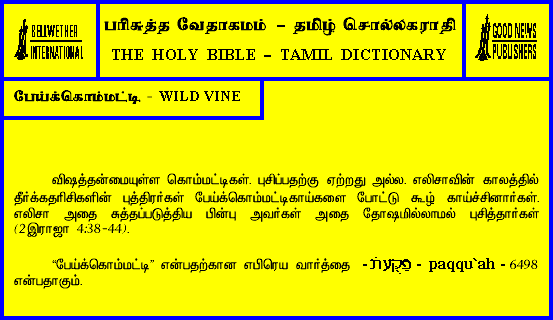 BELLWETHER
INTERNATIONAL
பரிசுத்த வேதாகமம் – தமிழ் சொல்லகராதி
THE HOLY BIBLE – TAMIL DICTIONARY
GOOD NEWS
PUBLISHERS
பேய்க்கொம்மட்டி - WILD VINE
விஷத்தன்மையுள்ள கொம்மட்டிகள். புசிப்பதற்கு ஏற்றது அல்ல. எலிசாவின் காலத்தில்
தீர்க்கதரிசிகளின் புத்திரர்கள் பேய்க்கொம்மட்டிகாய்களை போட்டு கூழ் காய்ச்சினார்கள்.
எலிசா அதை சுத்தப்படுத்திய பின்பு அவர்கள் அதை தோஷமில்லாமல் புசித்தார்கள்
(2இராஜா 4:38-44).
“பேய்க்கொம்மட்டி” என்பதற்கான எபிரெய வார்த்தை - - paqqu`ah - 6498
என்பதாகும்.